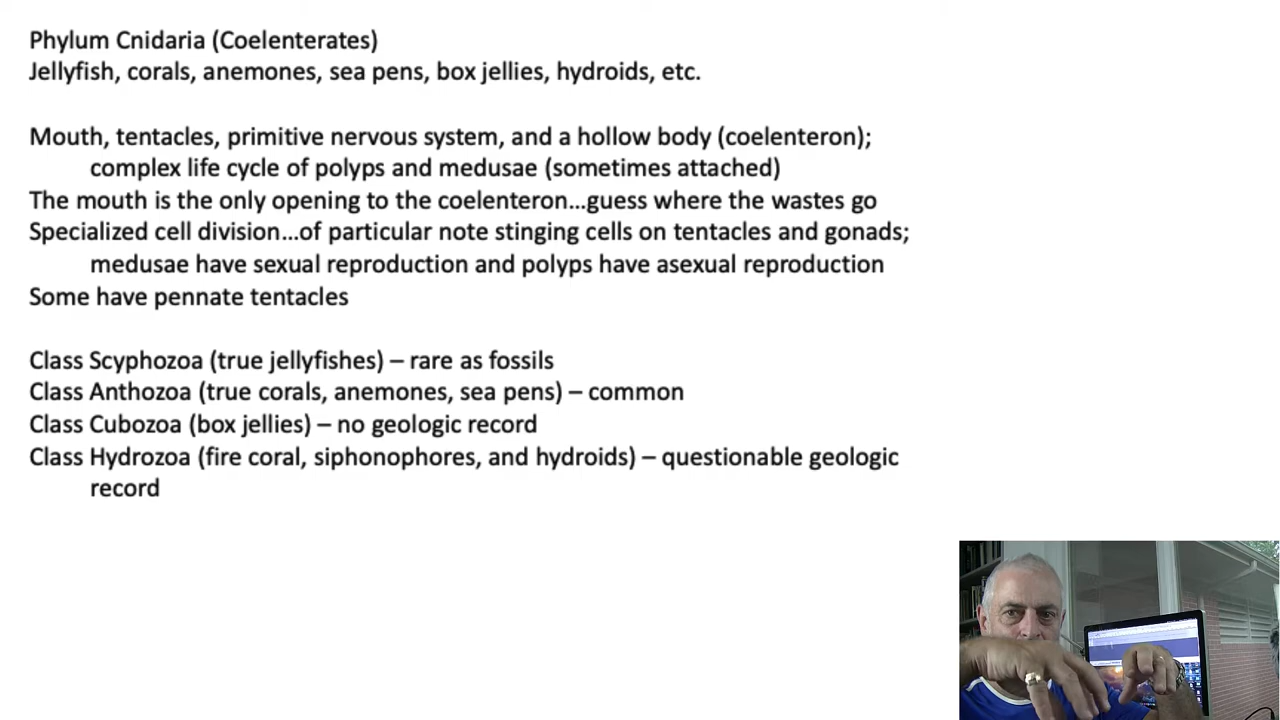 Phylum Cnidaria (Coelenterates)
Jellyfish, corals, anemones, sea pens, box jellies, hydroids, etc.
Mouth, tentacles, primitive nervous system, and a hollow body (coelenteron);
complex life cycle of polyps and medusae (sometimes attached)
The mouth is the only opening to the coelenteron…guess where the wastes go
Specialized cell division…of particular note stinging cells on tentacles and gonads;
medusae have sexual reproduction and polyps have asexual reproduction
Some have pennate tentacles
Class Scyphozoa (true jellyfishes) – rare as fossils
Class Anthozoa (true corals, anemones, sea pens) – common
Class Cubozoa (box jellies) – no geologic record
Class Hydrozoa (fire coral, siphonophores, and hydroids) – questionable geologic
record